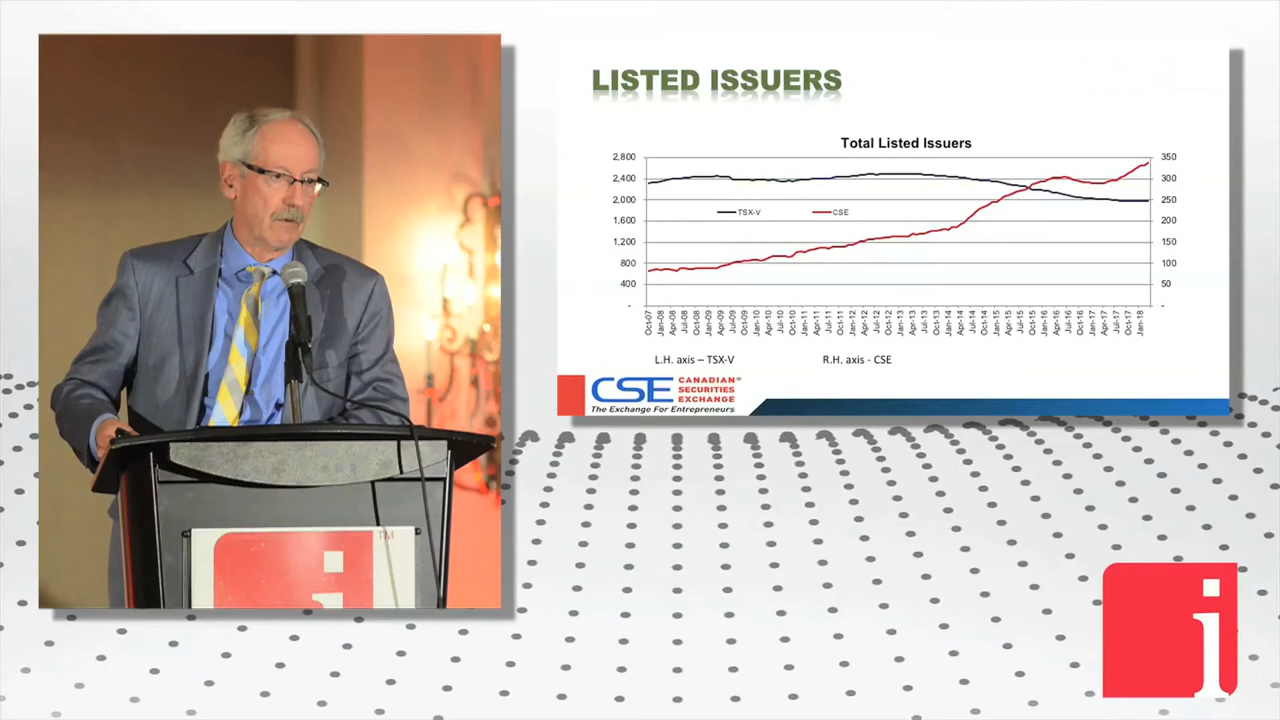 LISTED ISSUERS
Total Listed Issuers
2,800
2,400
2,000
1,600
1,200
800
400
-
350
300
250
200
150
100
50
-
TSX-V
CSE
Oct-07
Jan-08
Apr-08
Jul-08
Oct-08
Jan-09
Apr-09
Jul-09
Oct-09
Jan-10
Apr-10
Jul-10
Oct-10
Jan-11
Apr-11
Jul-11
Oct-11
Jan-12
Apr-12
Jul-12
Oct-12
Jan-13
Apr-13
Jul-13
Oct-13
Jan-14
Apr-14
Jul-14
Oct-14
Jan-15
Apr-15
Jul-15
Oct-15
Jan-16
Apr-16
Jul-16
Oct-16
Jan-17
Apr-17
Jul-17
Oct-17
Jan-18
L.H. axis – TSX-V
R.H. axis - CSE
CSE
CANADIAN®
SECURITIES
EXCHANGE
The Exchange For Entrepreneurs
i
TM
i